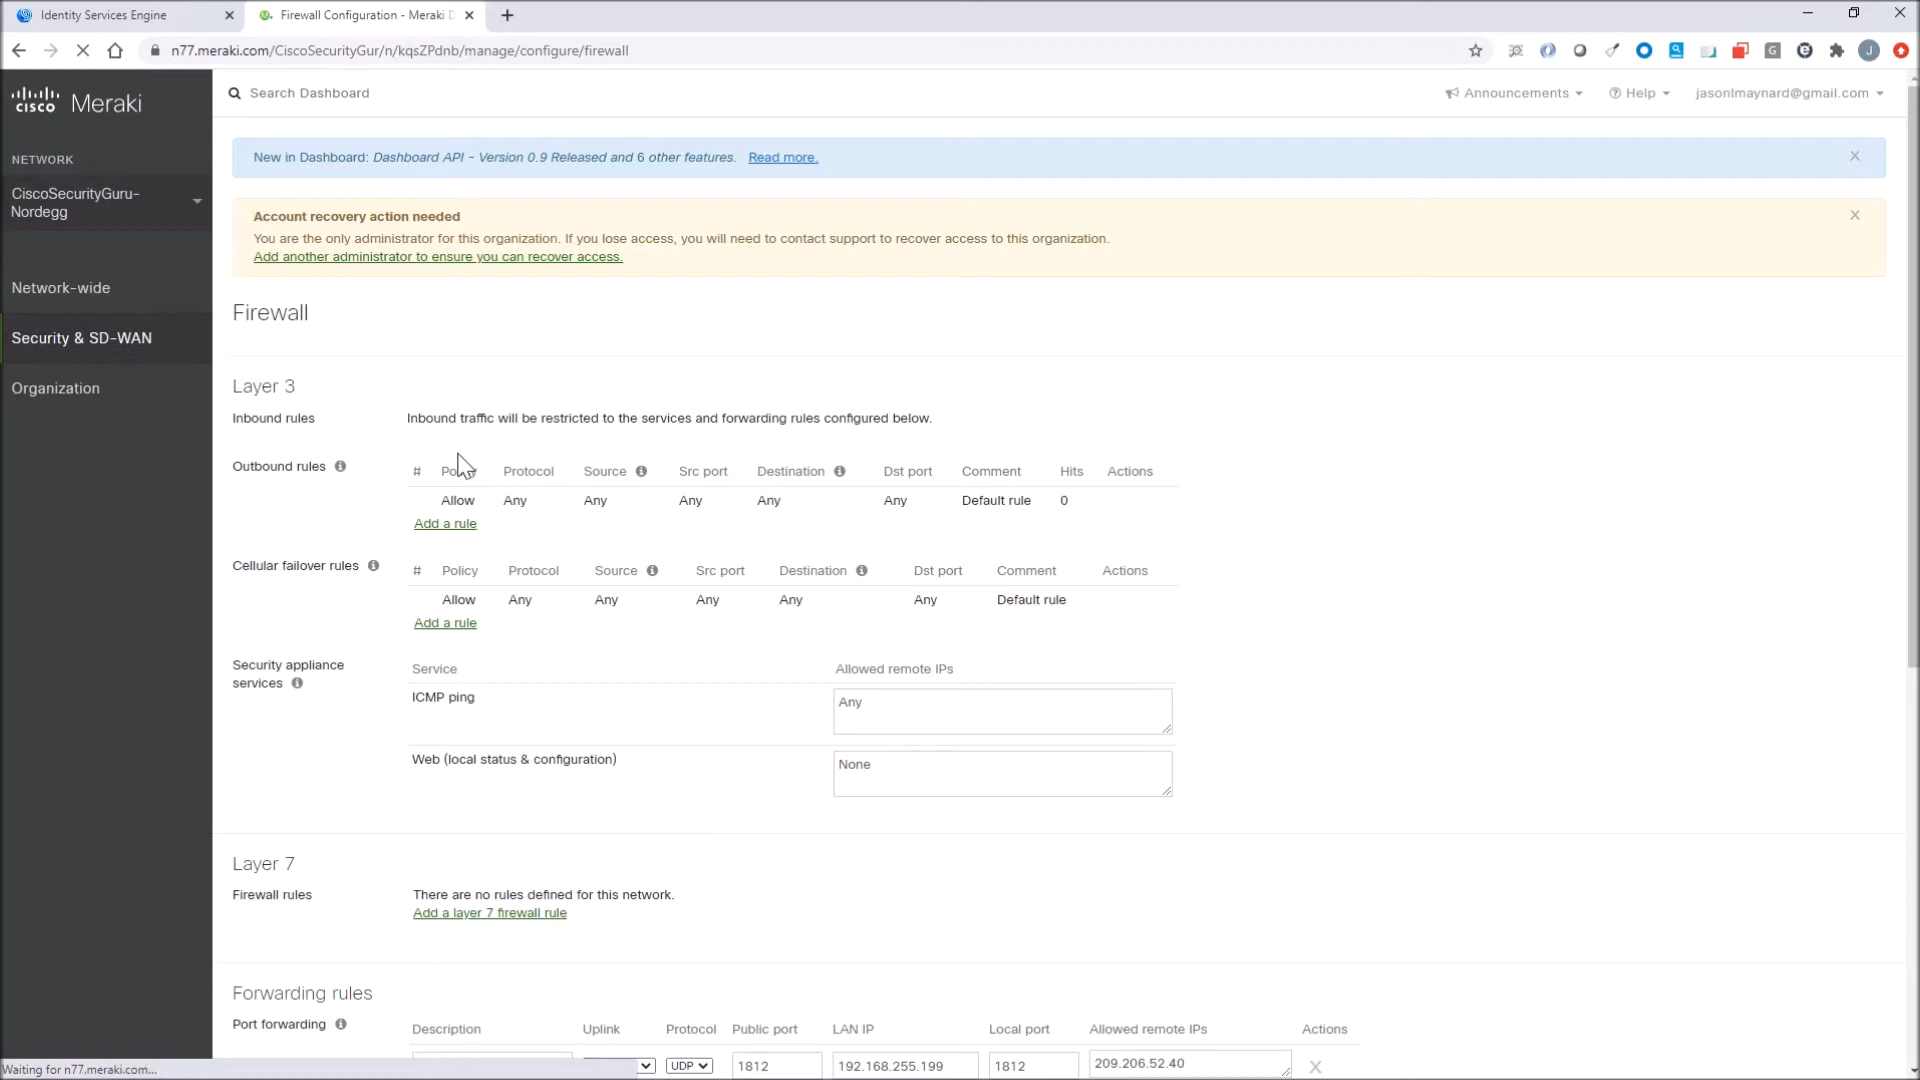 Identity Services Engine
Firewall Configuration - Meraki D
n77.meraki.com/CiscoSecurityGur/n/kqsZPdnb/manage/configure/firewall
J
G
cisco Meraki
Search Dashboard
Announcements
Help
jasonlmaynard@gmail.com
NETWORK
CiscoSecurityGuru-
Nordegg
Network-wide
Security & SD-WAN
Organization
New in Dashboard: Dashboard API - Version 0.9 Released and 6 other features. Read more.
X
Account recovery action needed
X
You are the only administrator for this organization. If you lose access, you will need to contact support to recover access to this organization.
Add another administrator to ensure you can recover access.
Firewall
Layer 3
Inbound rules
Inbound traffic will be restricted to the services and forwarding rules configured below.
Outbound rules
# Policy Protocol Source Src port Destination Dst port Comment Hits Actions
Allow Any Any Any Any Any Default rule 0
Add a rule
Cellular failover rules
# Policy Protocol Source Src port Destination Dst port Comment Actions
Allow Any Any Any Any Any Default rule
Add a rule
Security appliance
services
Service Allowed remote IPs
ICMP ping Any
Web (local status & configuration) None
Layer 7
Firewall rules
There are no rules defined for this network.
Add a layer 7 firewall rule
Forwarding rules
Port forwarding
Description Uplink Protocol Public port LAN IP Local port Allowed remote IPs Actions
UDP 1812 192.168.255.199 1812 209.206.52.40 X
Waiting for n77.meraki.com...